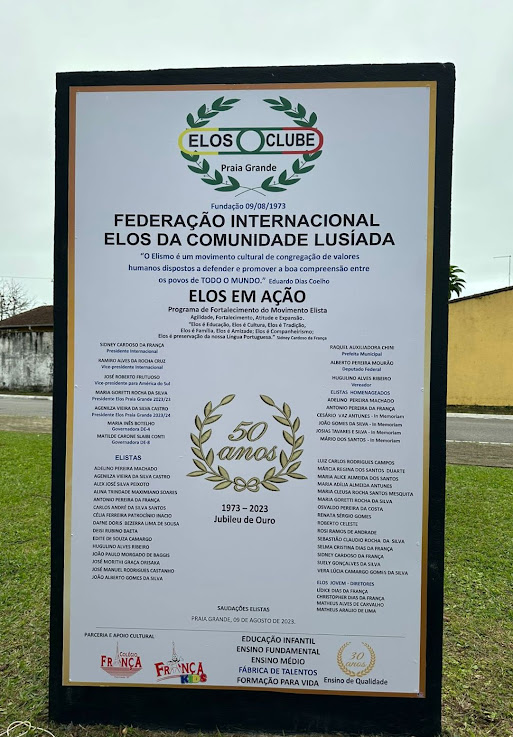 ELOS CLUBE
Praia Grande
Fundação 09/08/1973
FEDERAÇÃO INTERNACIONAL
ELOS DA COMUNIDADE LUSÍADA
"O Elismo é um movimento cultural de congregação de valores
humanos dispostos a defender e promover a boa compreensão entre
os povos de TODO O MUNDO." Eduardo Dias Coelho
ELOS EM AÇÃO
Programa de Fortalecimento do Movimento Elista
Agilidade, Fortalecimento, Atitude e Expansão.
"Elos é Educação, Elos é Cultura, Elos é Tradição,
Elos é Família, Elos é Amizade; Elos é Companheirismo;
Elos é preservação da nossa Língua Portuguesa." Sidney Cardoso de França
SIDNEY CARDOSO DA FRANÇA
Presidente Internacional
RAMIRO ALVES DA ROCHA CRUZ
Vice-presidente Internacional
JOSÉ ROBERTO FRUTUOSO
Vice-presidente para América do Sul
MARIA GORETTI ROCHA DA SILVA
Presidente Elos Praia Grande 2022/23
AGENILZA VIEIRA DA SILVA CASTRO
Presidente Elos Praia Grande 2023/24
MARIA INÊS BOTELHO
Governadora DE-4
MATILDE CARONE SLAIBI CONTI
Governadora DE-8
ELISTAS
ADELINO PEREIRA MACHADO
AGENILZA VIEIRA DA SILVA CASTRO
ALEX JOSÉ DA SILVA PEIXOTO
ALINA TRINDADE MAXIMIANO SOARES
ANTONIO PEREIRA DA FRANÇA
CARLOS ANDRÉ DA SILVA SANTOS
CÉLIA FERREIRA PATROCÍNIO INÁCIO
DAFNE DORIS BEZERRA LIMA DE SOUSA
DEISI RUBINO BAETA
EDITE DE SOUZA CAMARGO
HUGULINO ALVES RIBEIRO
JOÃO PAULO MORGADO DE BAGGIS
JOSÉ MORITHI GRAÇA ORISAKA
JOSÉ MANUEL RODRIGUES CASTANHO
JOÃO ALBERTO GOMES DA SILVA
50
anos
1973 – 2023
Jubileu de Ouro
RAQUEL AUXILIADORA CHINI
Prefeita Municipal
ALBERTO PEREIRA MOURÃO
Deputado Federal
HUGULINO ALVES RIBEIRO
Vereador
ELISTAS HOMENAGEADOS
ADELINO PEREIRA MACHADO
ANTONIO PEREIRA DA FRANÇA
CESÁRIO VAZ ANTUNES - In Memoriam
JOÃO GOMES DA SILVA - In Memoriam
JOSIAS TAVARES E SILVA - In Memoriam
MÁRIO DOS SANTOS - In Memoriam
LUIZ CARLOS RODRIGUES CAMPOS
MÁRCIA REGINA DOS SANTOS DUARTE
MARIA ALICE ALMEIDA DOS SANTOS
MARIA ADÉLIA ALMEIDA ANTUNES
MARIA CLEUSA ROCHA SANTOS MESQUITA
MARIA GORETTI ROCHA DA SILVA
OSVALDO PEREIRA DA COSTA
RENATA SÉRGIO GOMES
ROBERTO CELESTE
ROSI RAMOS DE ANDRADE
SEBASTIÃO CLAUDIO ROCHA DA SILVA
SELMA CRISTINA DIAS DA FRANÇA
SIDNEY CARDOSO DA FRANÇA
SUELY GONÇALVES DA SILVA
VERA LÚCIA CAMARGO GOMES DA SILVA
ELOS JOVEM - DIRETORES
LÍDICE DIAS DA FRANÇA
CHRISTOPHER DIAS DA FRANÇA
MATHEUS ALVES DE CARVALHO
MATHEUS ARAÚJO DE LIMA
SAUDAÇÕES ELISTAS
PRAIA GRANDE, 09 DE AGOSTO DE 2023.
PARCERIA E APOIO CULTURAL
COLÉGIO
FRANÇA
FRANÇA
KIDS
EDUCAÇÃO INFANTIL
ENSINO FUNDAMENTAL
ENSINO MÉDIO
FÁBRICA DE TALENTOS
FORMAÇÃO PARA VIDA
30
anos
Ensino de Qualidade